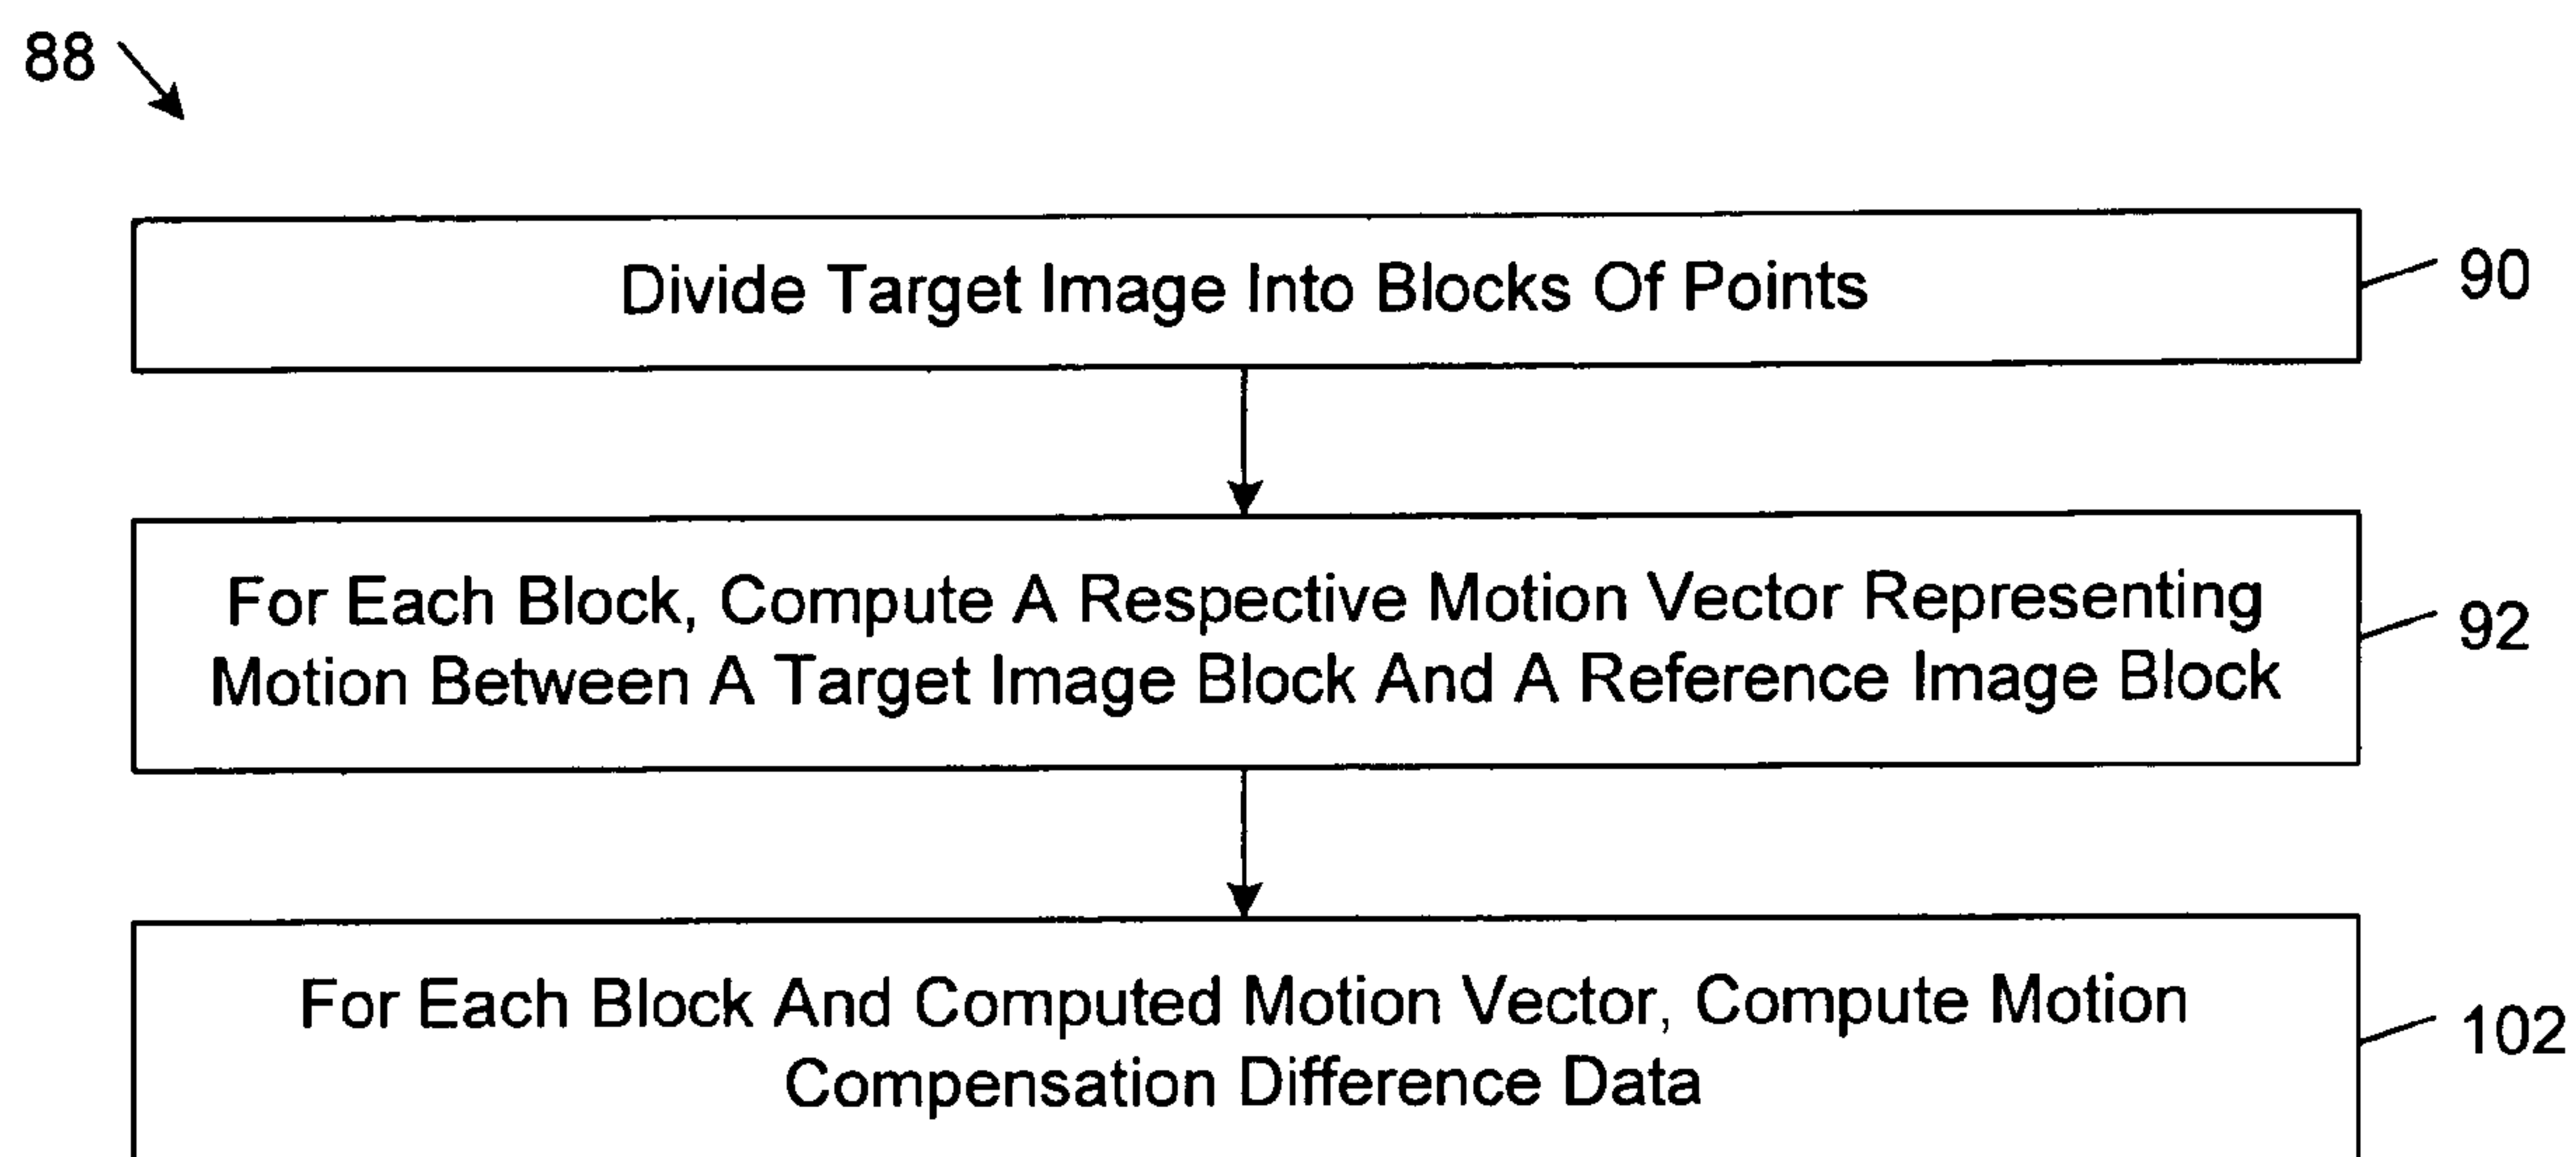 88
Divide Target Image Into Blocks Of Points
90
For Each Block, Compute A Respective Motion Vector Representing
Motion Between A Target Image Block And A Reference Image Block
92
For Each Block And Computed Motion Vector, Compute Motion
Compensation Difference Data
102